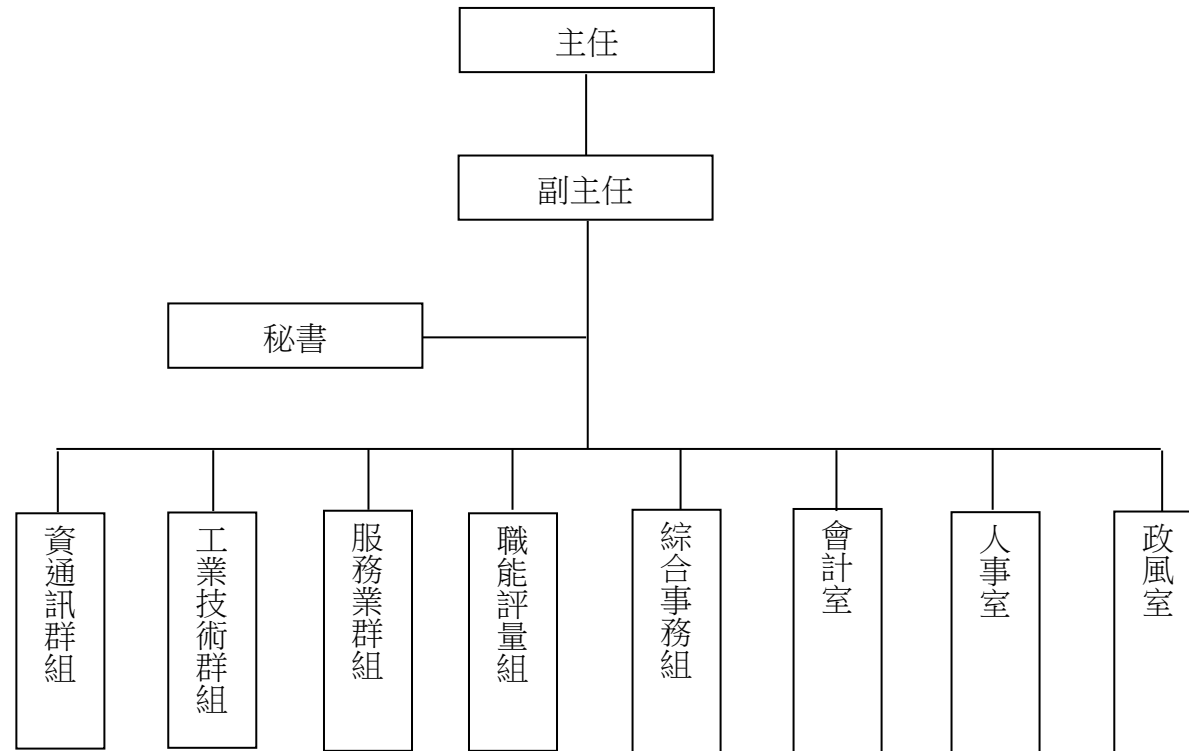 主任
副主任
秘書
資通訊群組
工業技術群組
服務業群組
職能評量組
綜合事務組
會計室
人事室
政風室